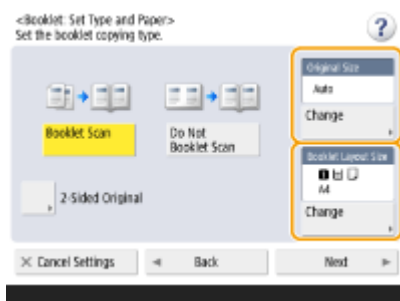 <Booklet: Set Type and Paper>
Set the booklet copying type.
?
Original Size
Auto
Change
Booklet Scan
Do Not
Booklet Scan
Booklet Layout Size
1
A4
Change
2-Sided Original
× Cancel Settings
◄ Back
Next ►